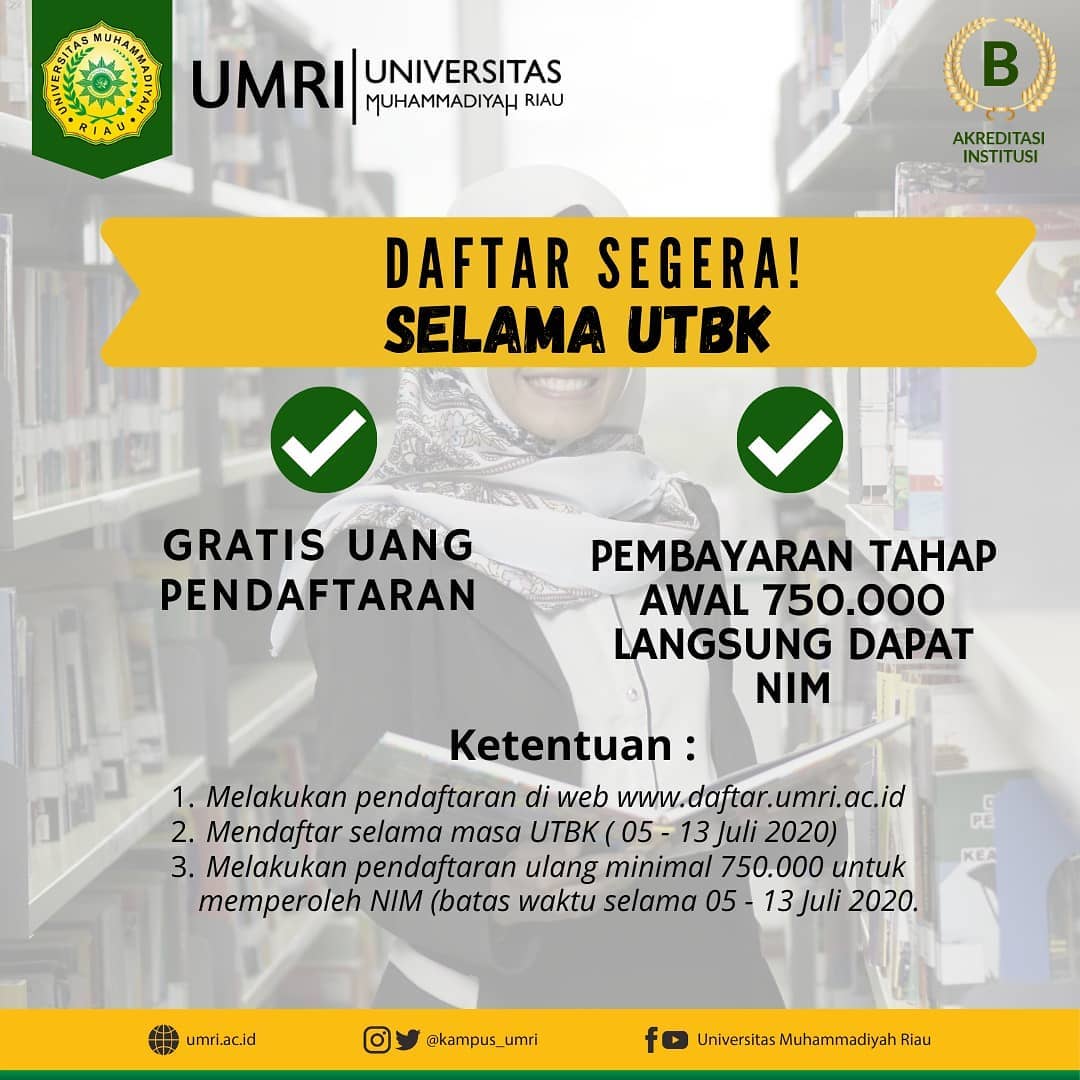 UNIVERSITAS MUHAMMADIYAH
RIAU
UMRI
UNIVERSITAS
MUHAMMADIYAH RIAU
B
AKREDITASI
INSTITUSI
DAFTAR SEGERA!
SELAMA UTBK
GRATIS UANG
PENDAFTARAN
PEMBAYARAN TAHAP
AWAL 750.000
LANGSUNG DAPAT
NIM
Ketentuan :
1. Melakukan pendaftaran di web www.daftar.umri.ac.id
2. Mendaftar selama masa UTBK ( 05 - 13 Juli 2020)
3. Melakukan pendaftaran ulang minimal 750.000 untuk
memperoleh NIM (batas waktu selama 05 - 13 Juli 2020.
umri.ac.id
@kampus_umri
Universitas Muhammadiyah Riau